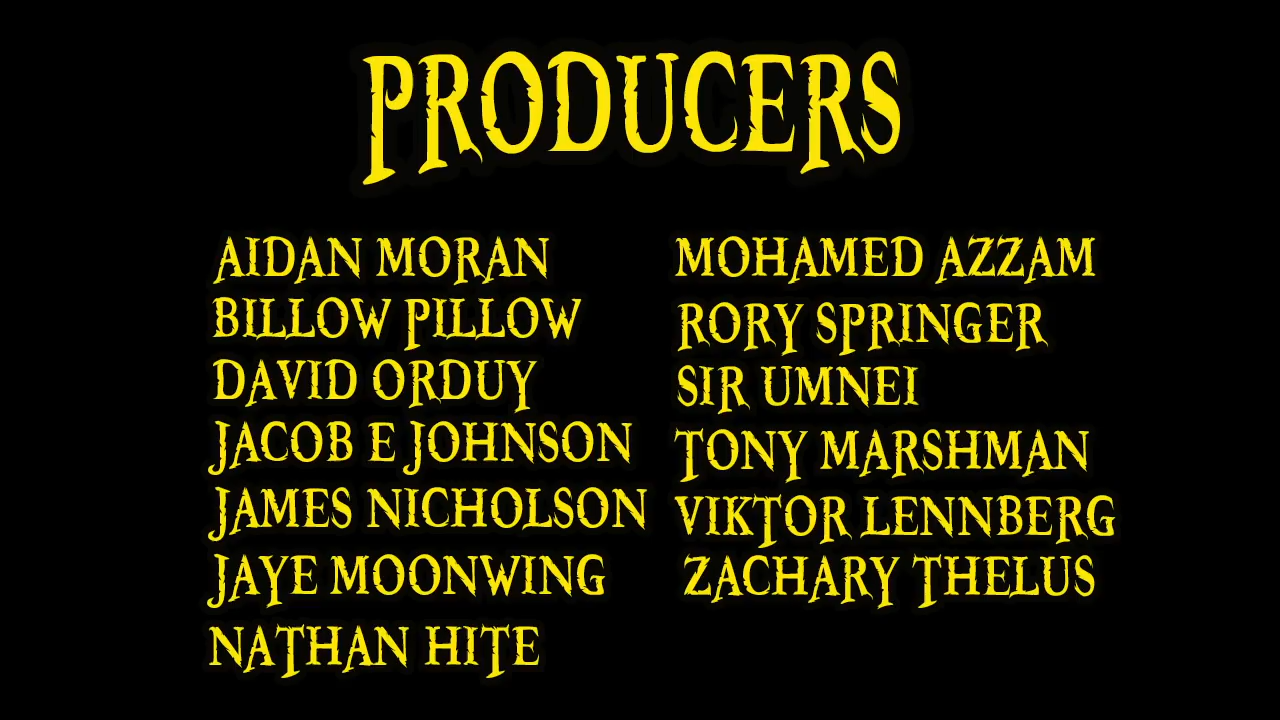 PRODUCERS
AIDAN MORAN
BILLOW PILLOW
DAVID ORDUY
JACOB E JOHNSON
JAMES NICHOLSON
JAYE MOONWING
NATHAN HITE
MOHAMED AZZAM
RORY SPRINGER
SIR UMNEI
TONY MARSHMAN
VIKTOR LENNBERG
ZACHARY THELUS